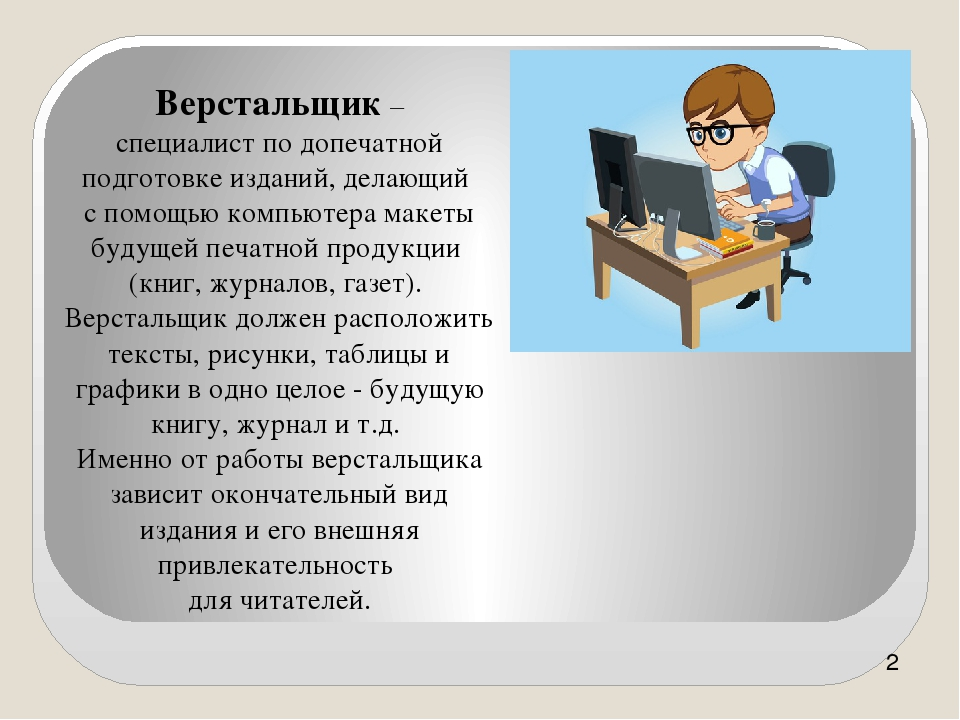 Верстальщик –
специалист по допечатной
подготовке изданий, делающий
с помощью компьютера макеты
будущей печатной продукции
(книг, журналов, газет).
Верстальщик должен расположить
тексты, рисунки, таблицы и
графики в одно целое - будущую
книгу, журнал и т.д.
Именно от работы верстальщика
зависит окончательный вид
издания и его внешняя
привлекательность
для читателей.
2